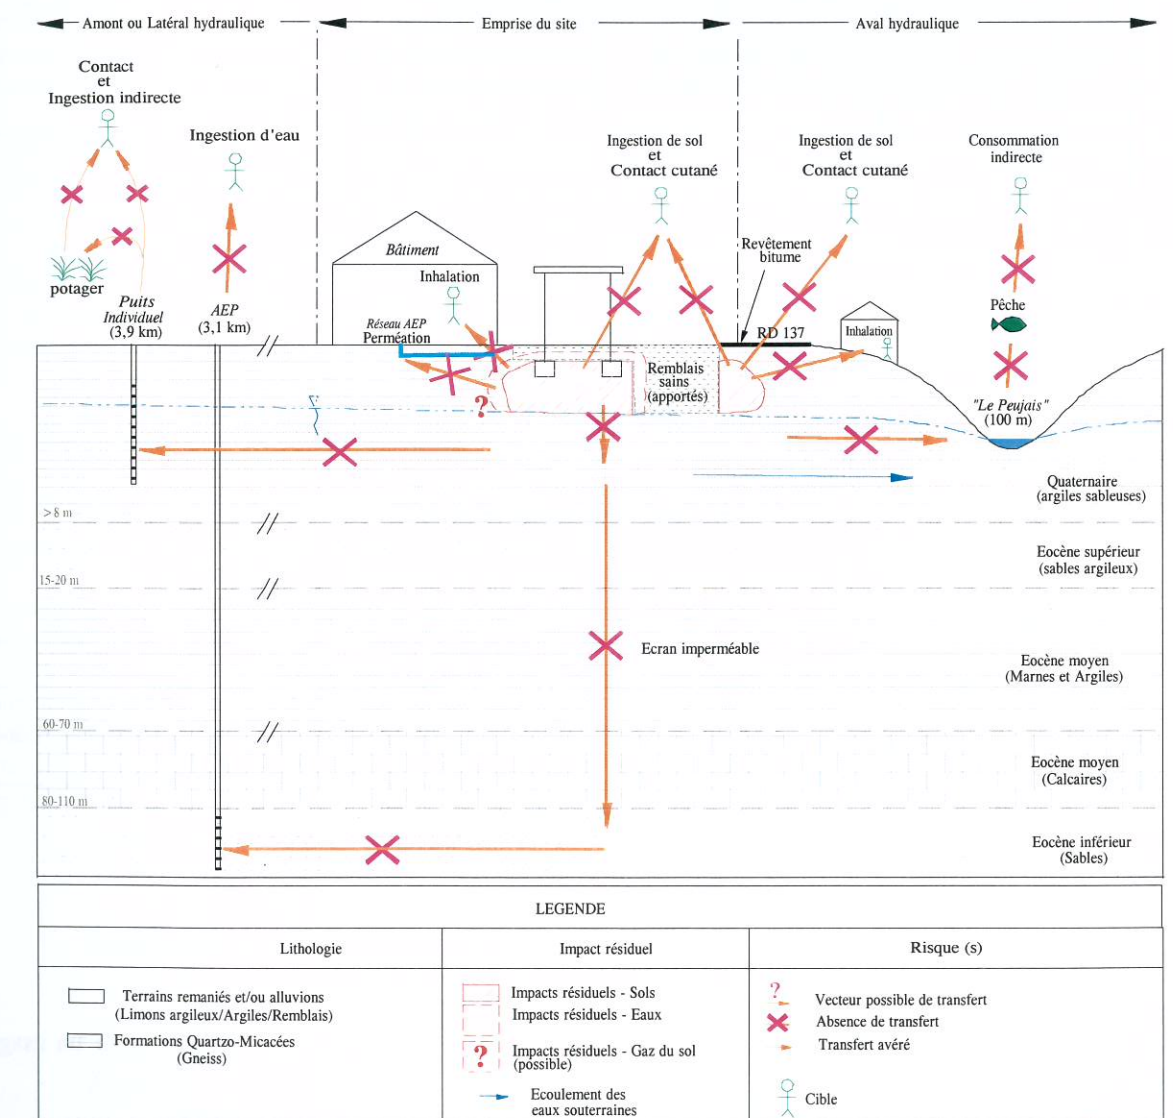 Amont ou Latéral hydraulique
Emprise du site
Aval hydraulique
Contact
et
Ingestion indirecte
Ingestion d'eau
Ingestion de sol
et
Contact cutané
Ingestion de sol
et
Contact cutané
Consommation
indirecte
potager
Puits
Individuel
(3,9 km)
AEP
(3,1 km)
Bâtiment
Inhalation
Réseau AEP
Perméation
Revêtement
bitume
RD 137
Inhalation
Pêche
Remblais
sains
(apportés)
"Le Peujais"
(100 m)
?
Quaternaire
(argiles sableuses)
>8 m
Eocène supérieur
(sables argileux)
15-20 m
Ecran imperméable
Eocène moyen
(Marnes et Argiles)
60-70 m
Eocène moyen
(Calcaires)
80-110 m
Eocène inférieur
(Sables)
LEGENDE
Lithologie
Impact résiduel
Risque (s)
Terrains remaniés et/ou alluvions
(Limons argileux/Argiles/Remblais)
Formations Quartzo-Micacées
(Gneiss)
Impacts résiduels - Sols
Impacts résiduels - Eaux
?
Impacts résiduels - Gaz du sol
(possible)
Ecoulement des
eaux souterraines
?
Vecteur possible de transfert
Absence de transfert
Transfert avéré
Cible